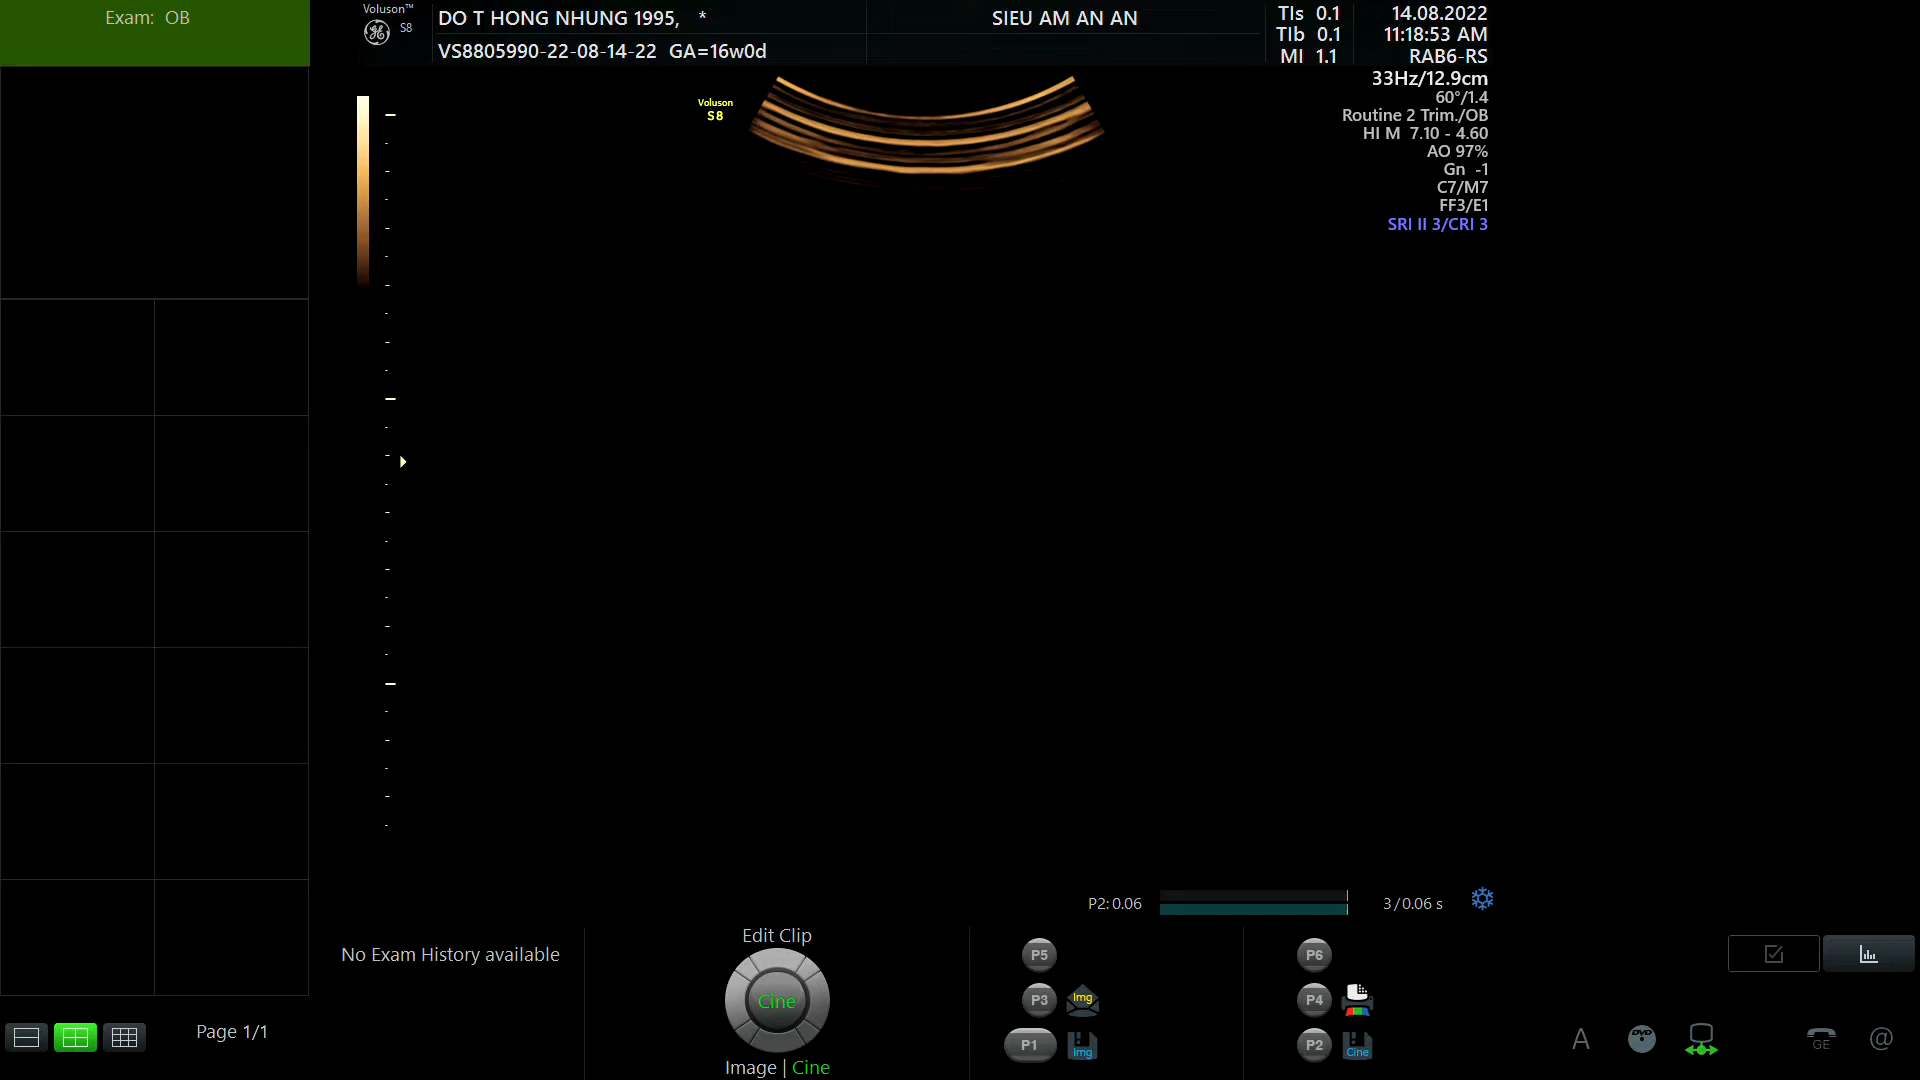 Exam: OB
Voluson™
S8
DO T HONG NHUNG 1995, *
VS8805990-22-08-14-22 GA=16w0d
SIEU AM AN AN
TIs 0.1
TIb 0.1
MI 1.1
14.08.2022
11:18:53 AM
RAB6-RS
33Hz/12.9cm
60°/1.4
Routine 2 Trim./OB
HI M 7.10 - 4.60
AO 97%
Gn -1
C7/M7
FF3/E1
SRI II 3/CRI 3
Voluson
S8
P2: 0.06
3/0.06 s
No Exam History available
Edit Clip
Cine
Image | Cine
P5
P3 Img
P1 Img
P6
P4
P2 Cine
Page 1/1
A
DVD
GE
@